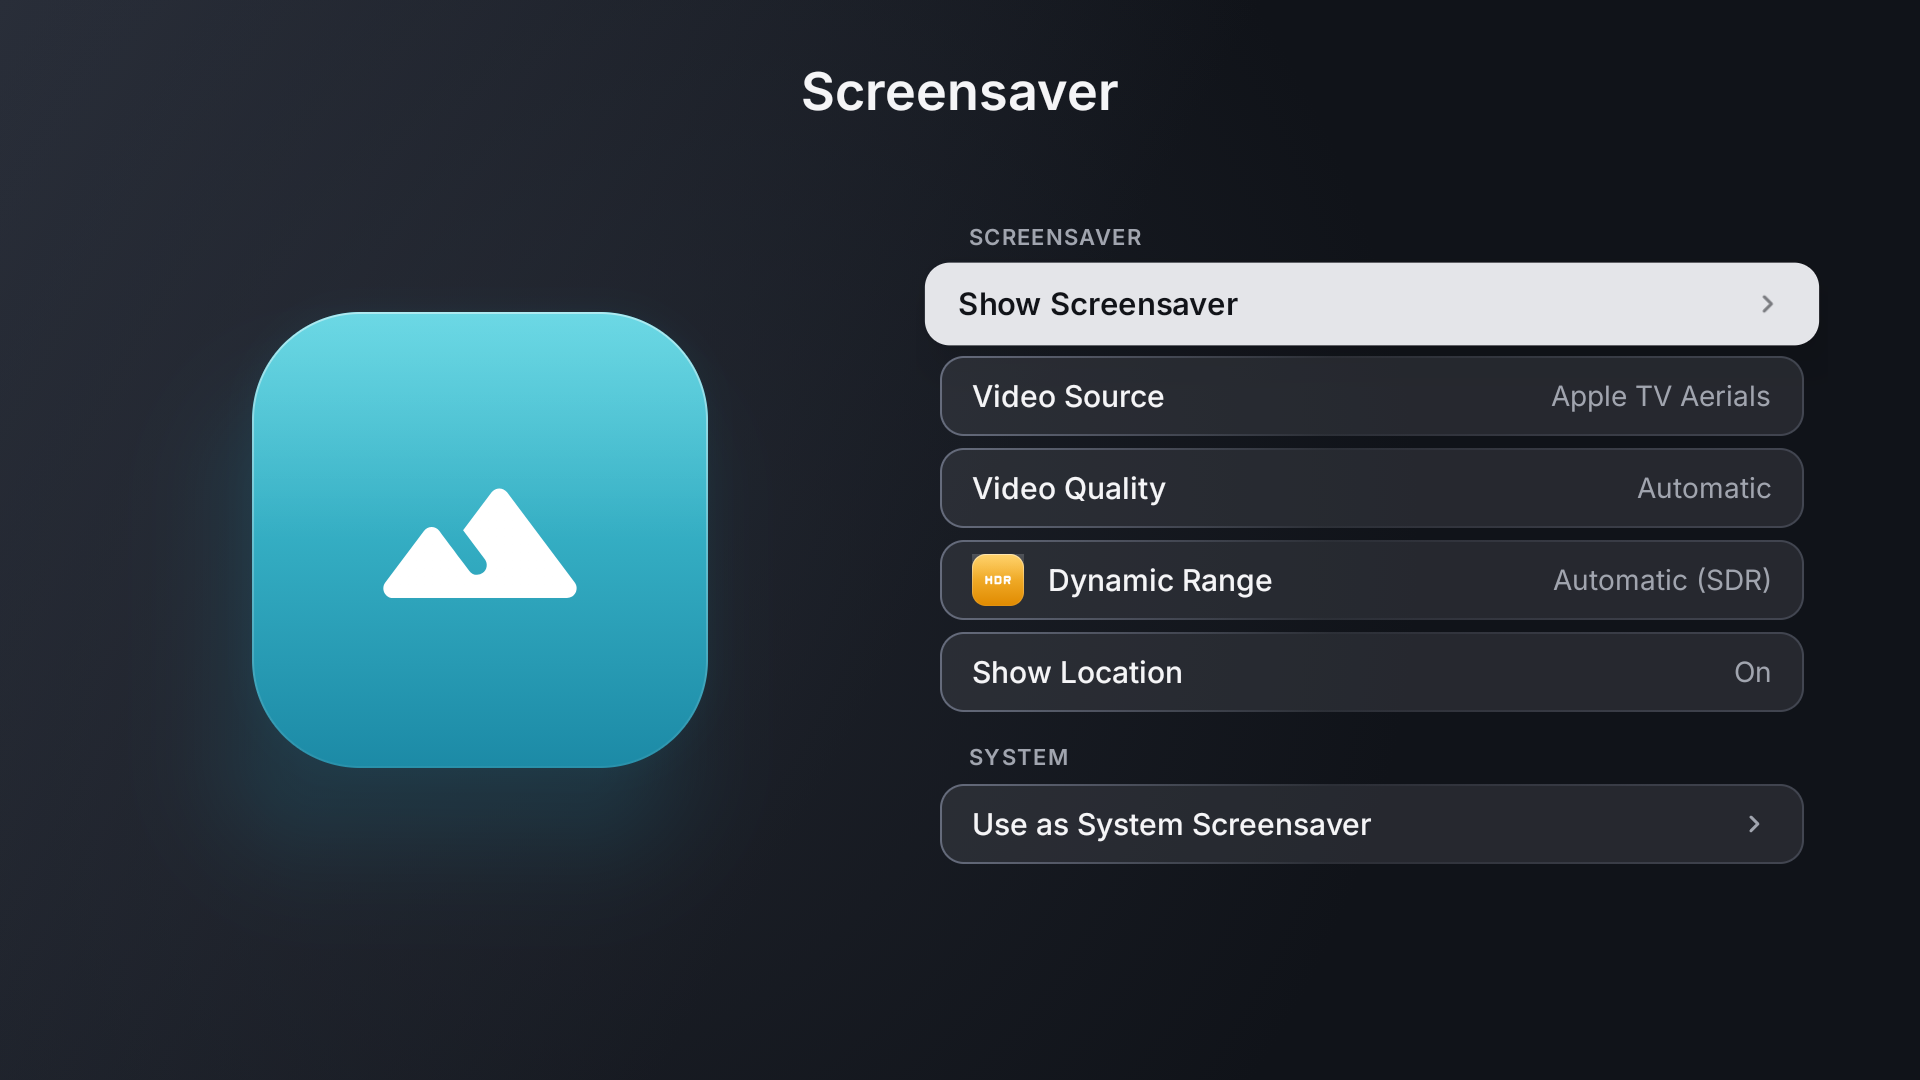 Screensaver
SCREENSAVER
Show Screensaver
Video Source Apple TV Aerials
Video Quality Automatic
HDR Dynamic Range Automatic (SDR)
Show Location On
SYSTEM
Use as System Screensaver